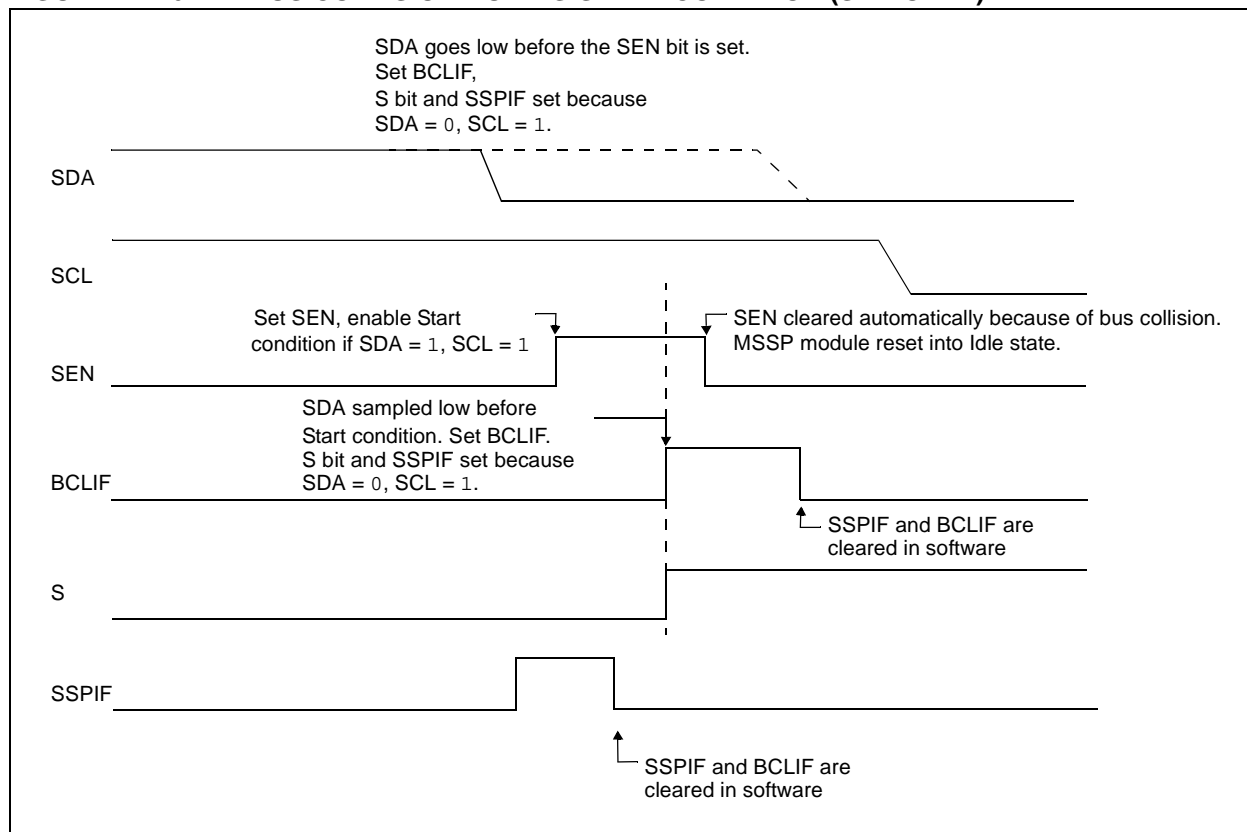 SDA goes low before the SEN bit is set.
Set BCLIF,
S bit and SSPIF set because
SDA = 0, SCL = 1.
SDA
SCL
Set SEN, enable Start
condition if SDA = 1, SCL = 1
SEN cleared automatically because of bus collision.
MSSP module reset into Idle state.
SEN
SDA sampled low before
Start condition. Set BCLIF.
S bit and SSPIF set because
SDA = 0, SCL = 1.
BCLIF
SSPIF and BCLIF are
cleared in software
S
SSPIF
SSPIF and BCLIF are
cleared in software